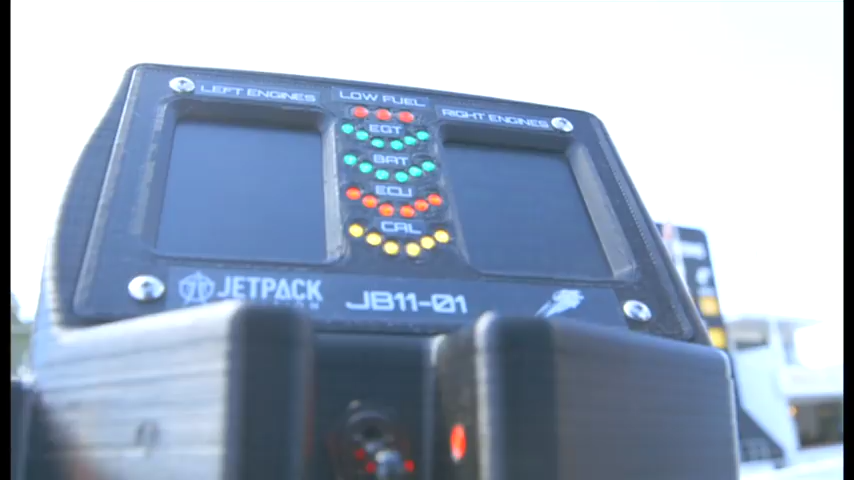 LEFT ENGINES
LOW FUEL
RIGHT ENGINES
EGT
BAT
ECU
CAL
JETPACK
JB11-01